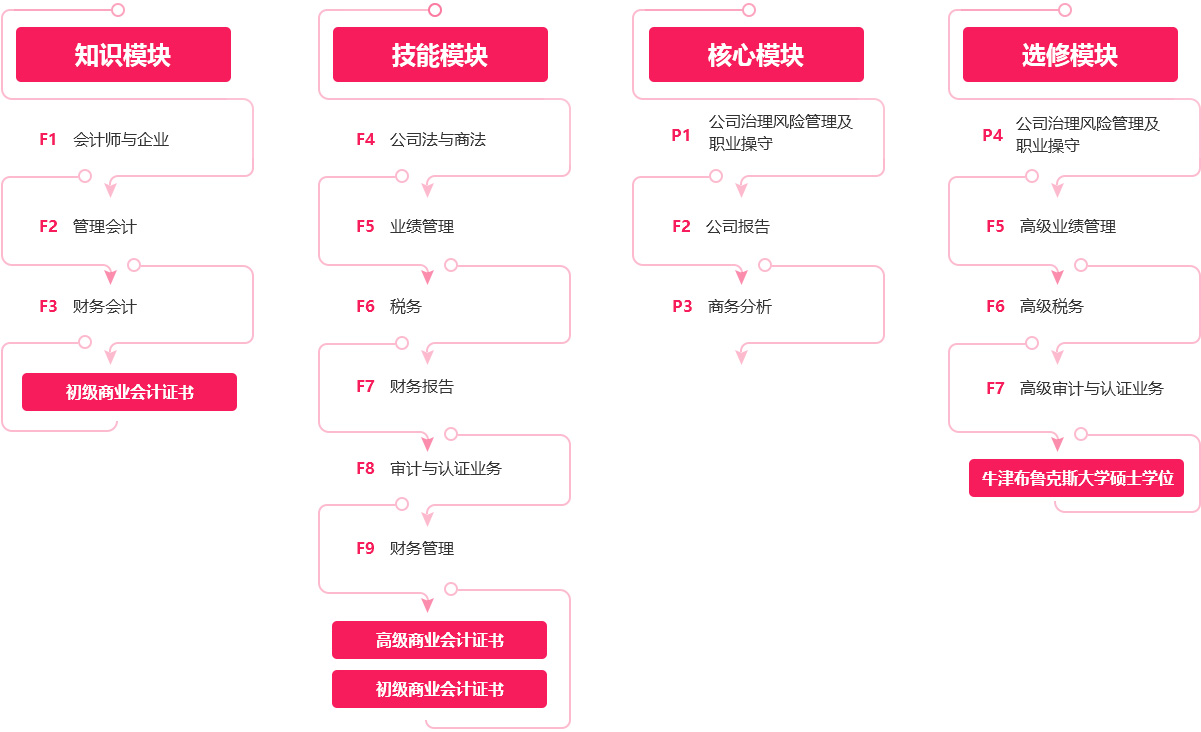 知识模块
F1 会计师与企业
F2 管理会计
F3 财务会计
初级商业会计证书
技能模块
F4 公司法与商法
F5 业绩管理
F6 税务
F7 财务报告
F8 审计与认证业务
F9 财务管理
高级商业会计证书
初级商业会计证书
核心模块
P1 公司治理风险管理及
职业操守
F2 公司报告
P3 商务分析
选修模块
P4 公司治理风险管理及
职业操守
F5 高级业绩管理
F6 高级税务
F7 高级审计与认证业务
牛津布鲁克斯大学硕士学位